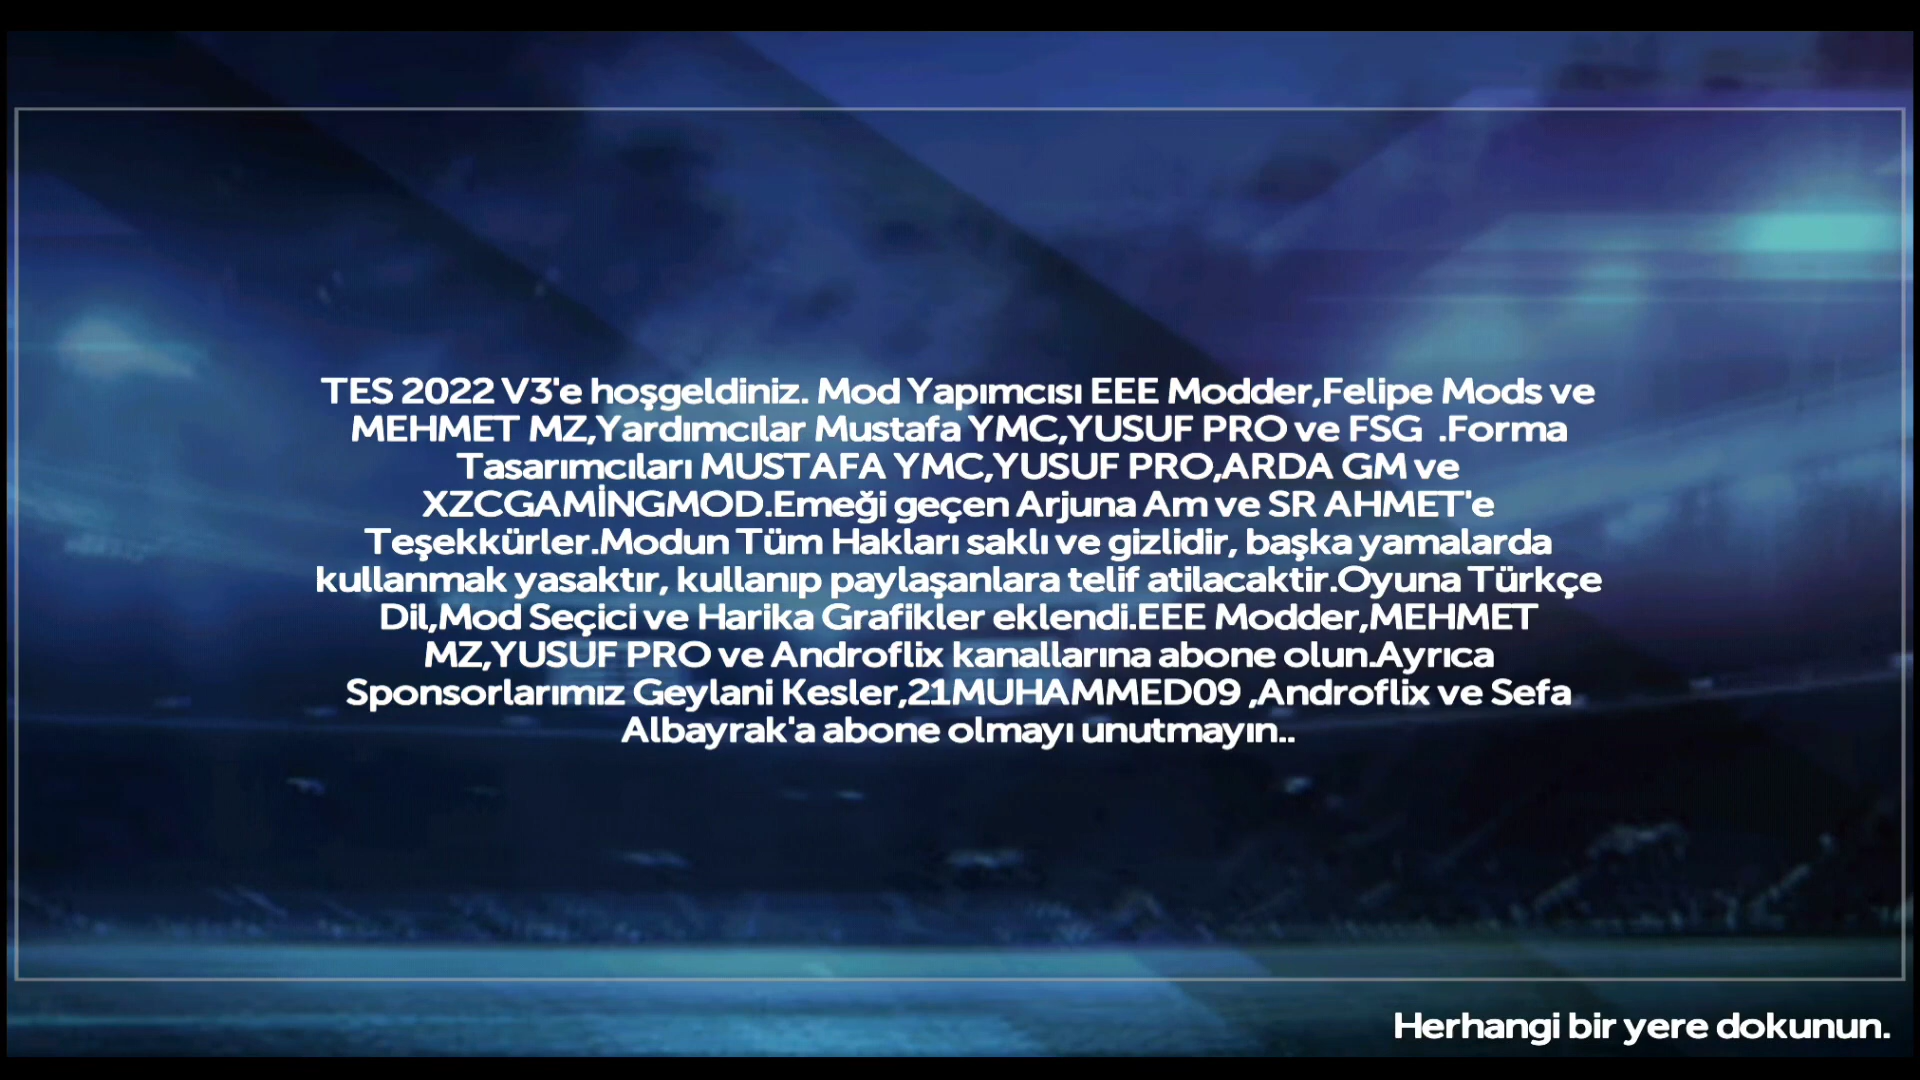 TES 2022 V3'e hoşgeldiniz. Mod Yapımcısı EEE Modder,Felipe Mods ve
MEHMET MZ,Yardımcılar Mustafa YMC,YUSUF PRO ve FSG  .Forma
Tasarımcıları MUSTAFA YMC,YUSUF PRO,ARDA GM ve
XZCGAMİNGMOD.Emeği geçen Arjuna Am ve SR AHMET'e
Teşekkürler.Modun Tüm Hakları saklı ve gizlidir, başka yamalarda
kullanmak yasaktır, kullanıp paylaşanlara telif atilacaktir.Oyuna Türkçe
Dil,Mod Seçici ve Harika Grafikler eklendi.EEE Modder,MEHMET
MZ,YUSUF PRO ve Androflix kanallarına abone olun.Ayrıca
Sponsorlarımız Geylani Kesler,21MUHAMMED09 ,Androflix ve Sefa
Albayrak'a abone olmayı unutmayın..
Herhangi bir yere dokunun.